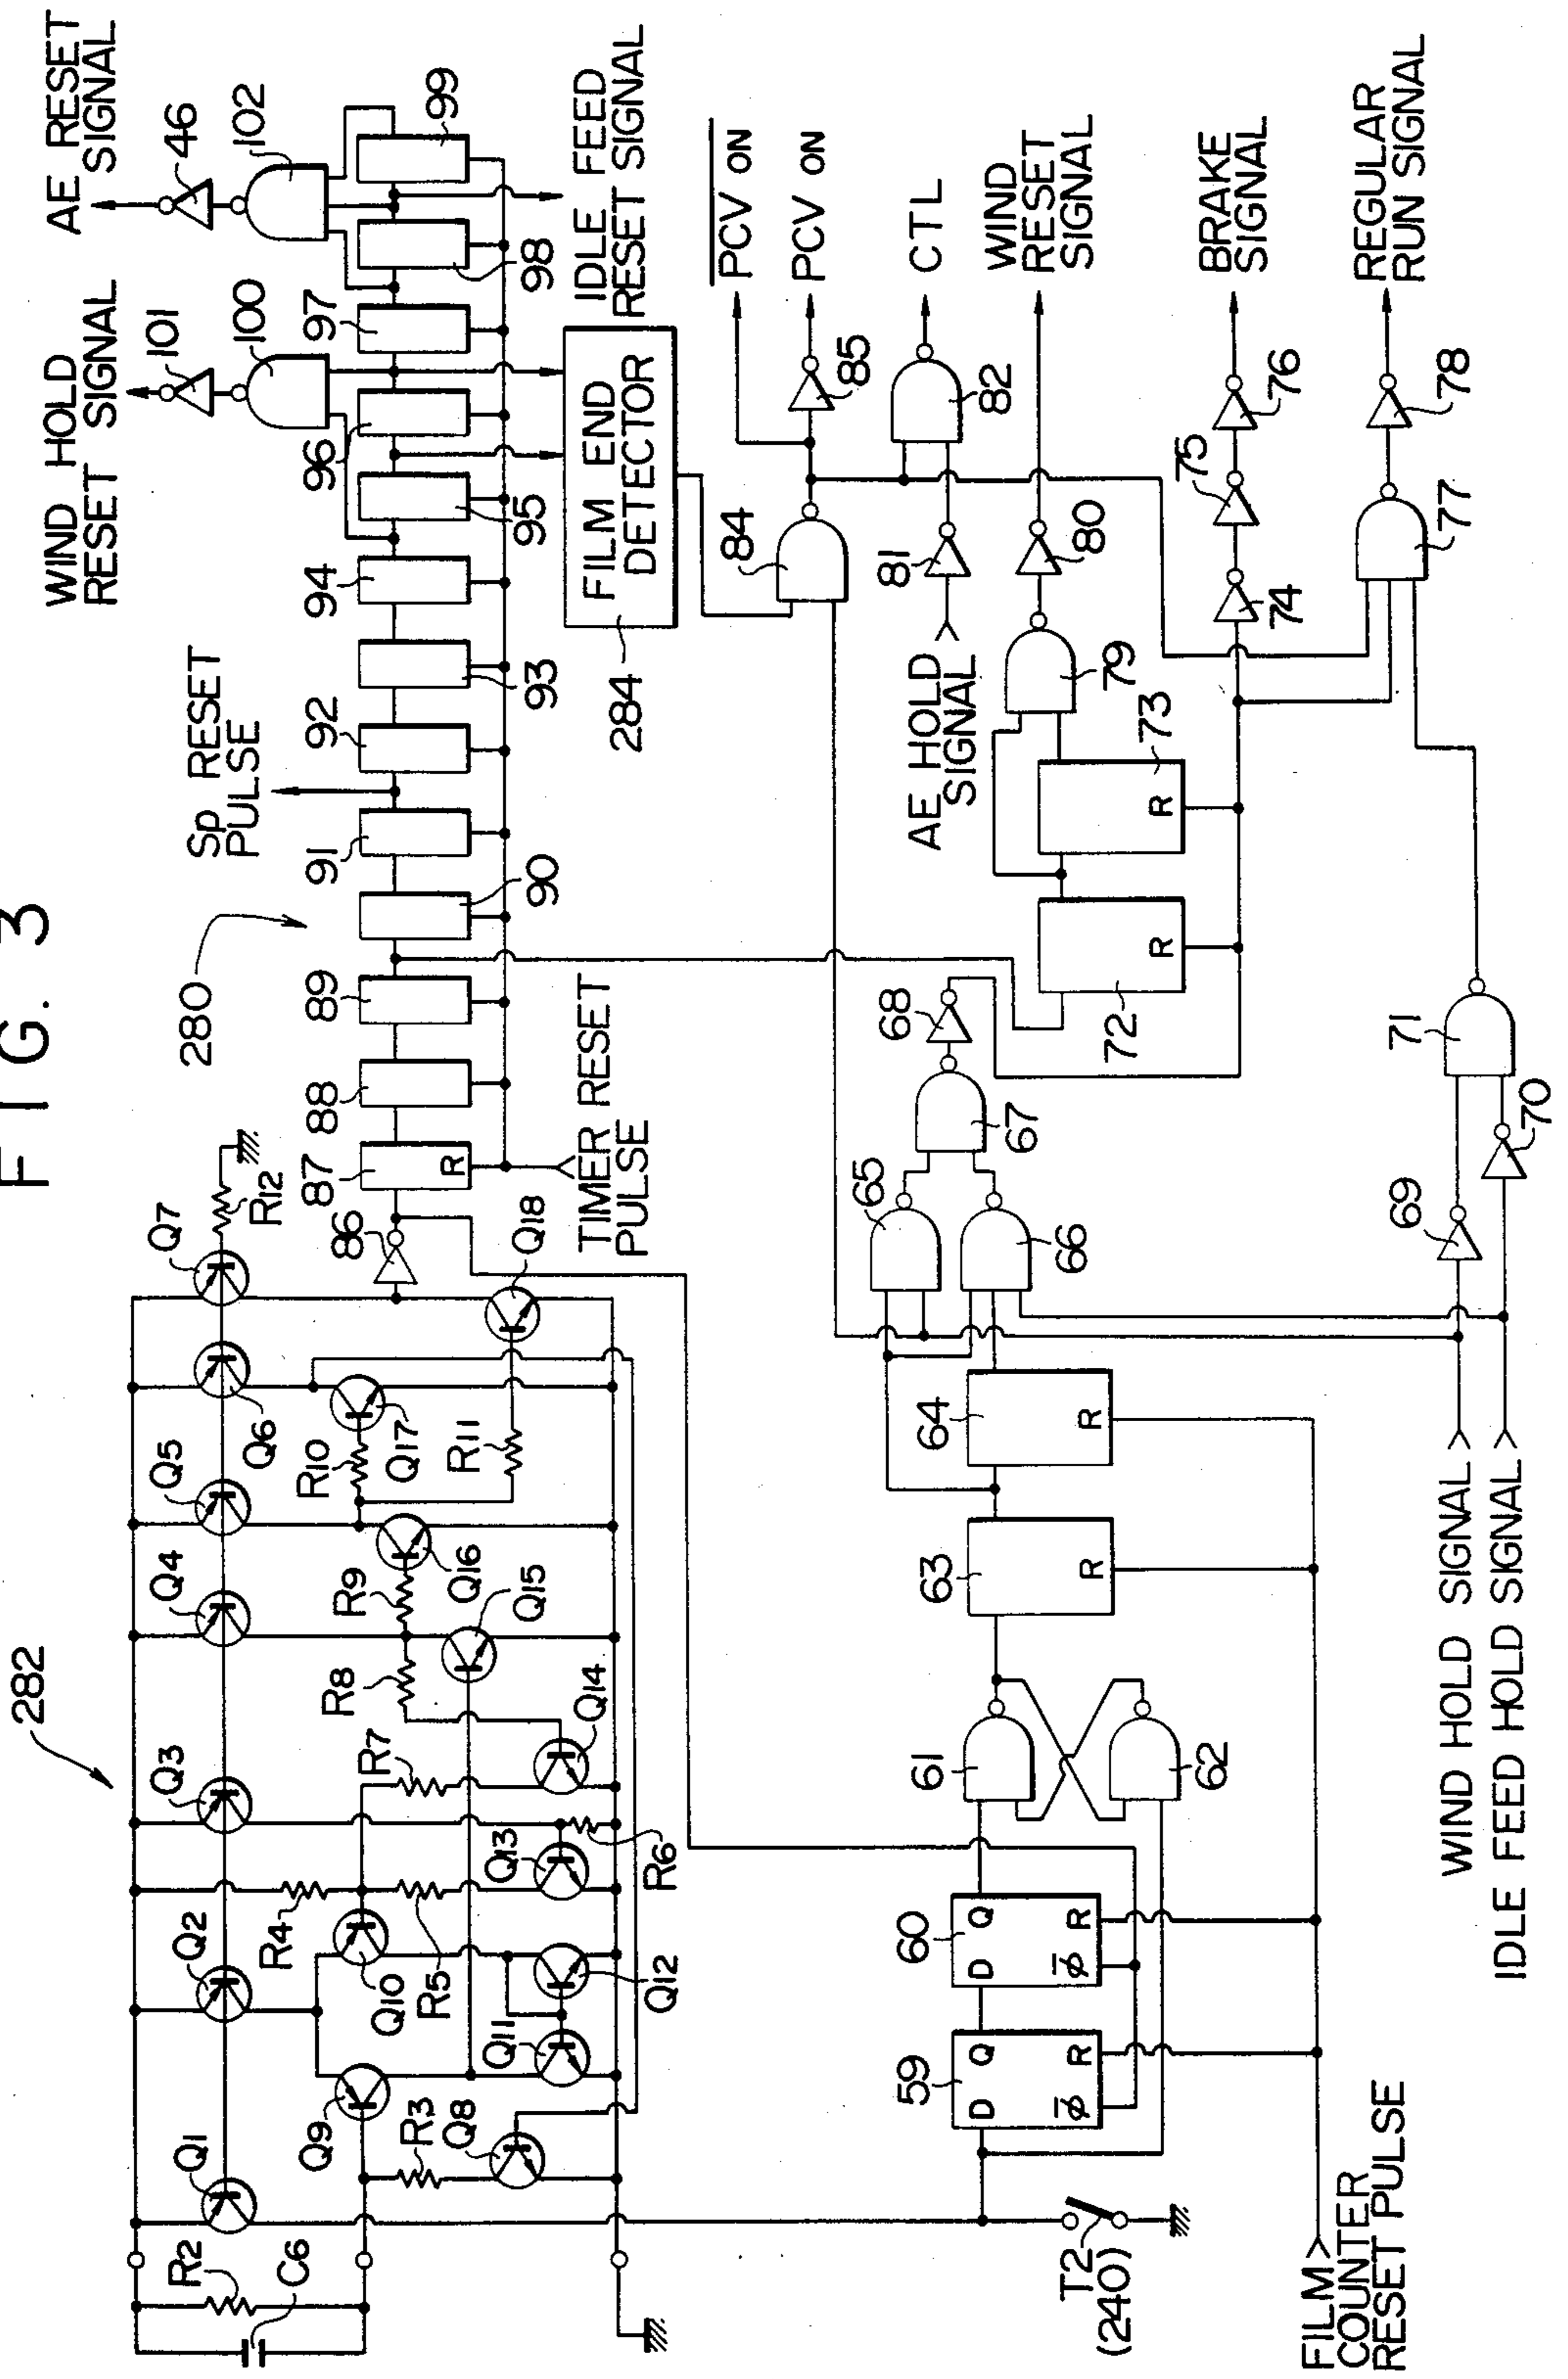 FIG. 3
282
280
Q1
Q2
Q3
Q4
Q5
Q6
Q7
R12
R2
C6
Q9
R3
Q8
R4
Q10
R5
Q11
Q12
Q13
R6
R7
Q14
R8
R9
Q15
Q16
R10
Q17
R11
Q18
86
87
R
88
89
90
91
92
93
94
95
96
97
98
99
100
101
102
46
TIMER RESET
PULSE
Sp RESET
PULSE
WIND HOLD
RESET SIGNAL
AE RESET
SIGNAL
IDLE FEED
RESET SIGNAL
FILM END
DETECTOR
284
T2
(240)
59
D
Q
φ
R
60
D
Q
φ
R
61
62
63
R
64
R
65
66
67
68
69
70
71
72
R
73
R
74
75
76
77
78
79
80
81
82
84
85
AE HOLD
SIGNAL
PCV ON
PCV ON
CTL
WIND
RESET
SIGNAL
BRAKE
SIGNAL
REGULAR
RUN SIGNAL
WIND HOLD SIGNAL
IDLE FEED HOLD SIGNAL
FILM
COUNTER
RESET PULSE